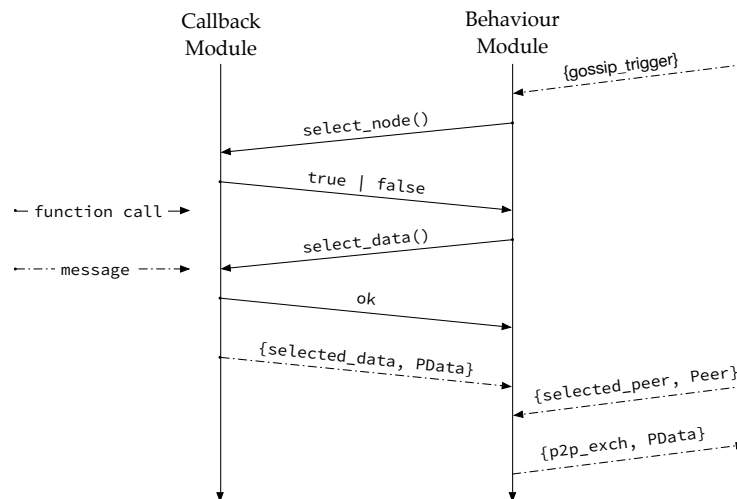 Callback
Module
Behaviour
Module
{gossip_trigger}
select_node()
true | false
function call
select_data()
message
ok
{selected_data, PData}
{selected_peer, Peer}
{p2p_exch, PData}